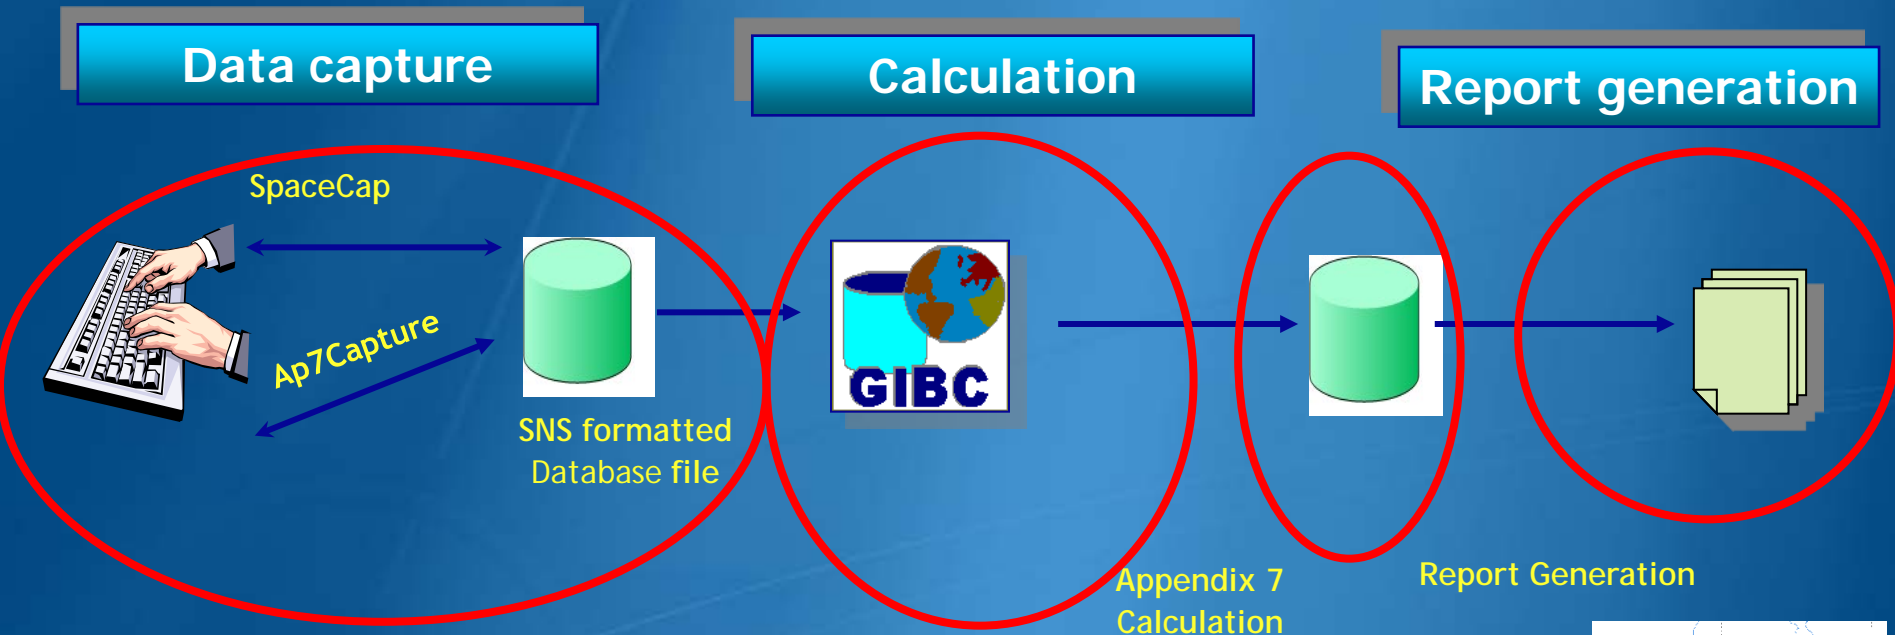 Data capture
Calculation
Report generation
SpaceCap
Ap7Capture
SNS formatted
Database file
GIBC
Appendix 7
Calculation
Report Generation